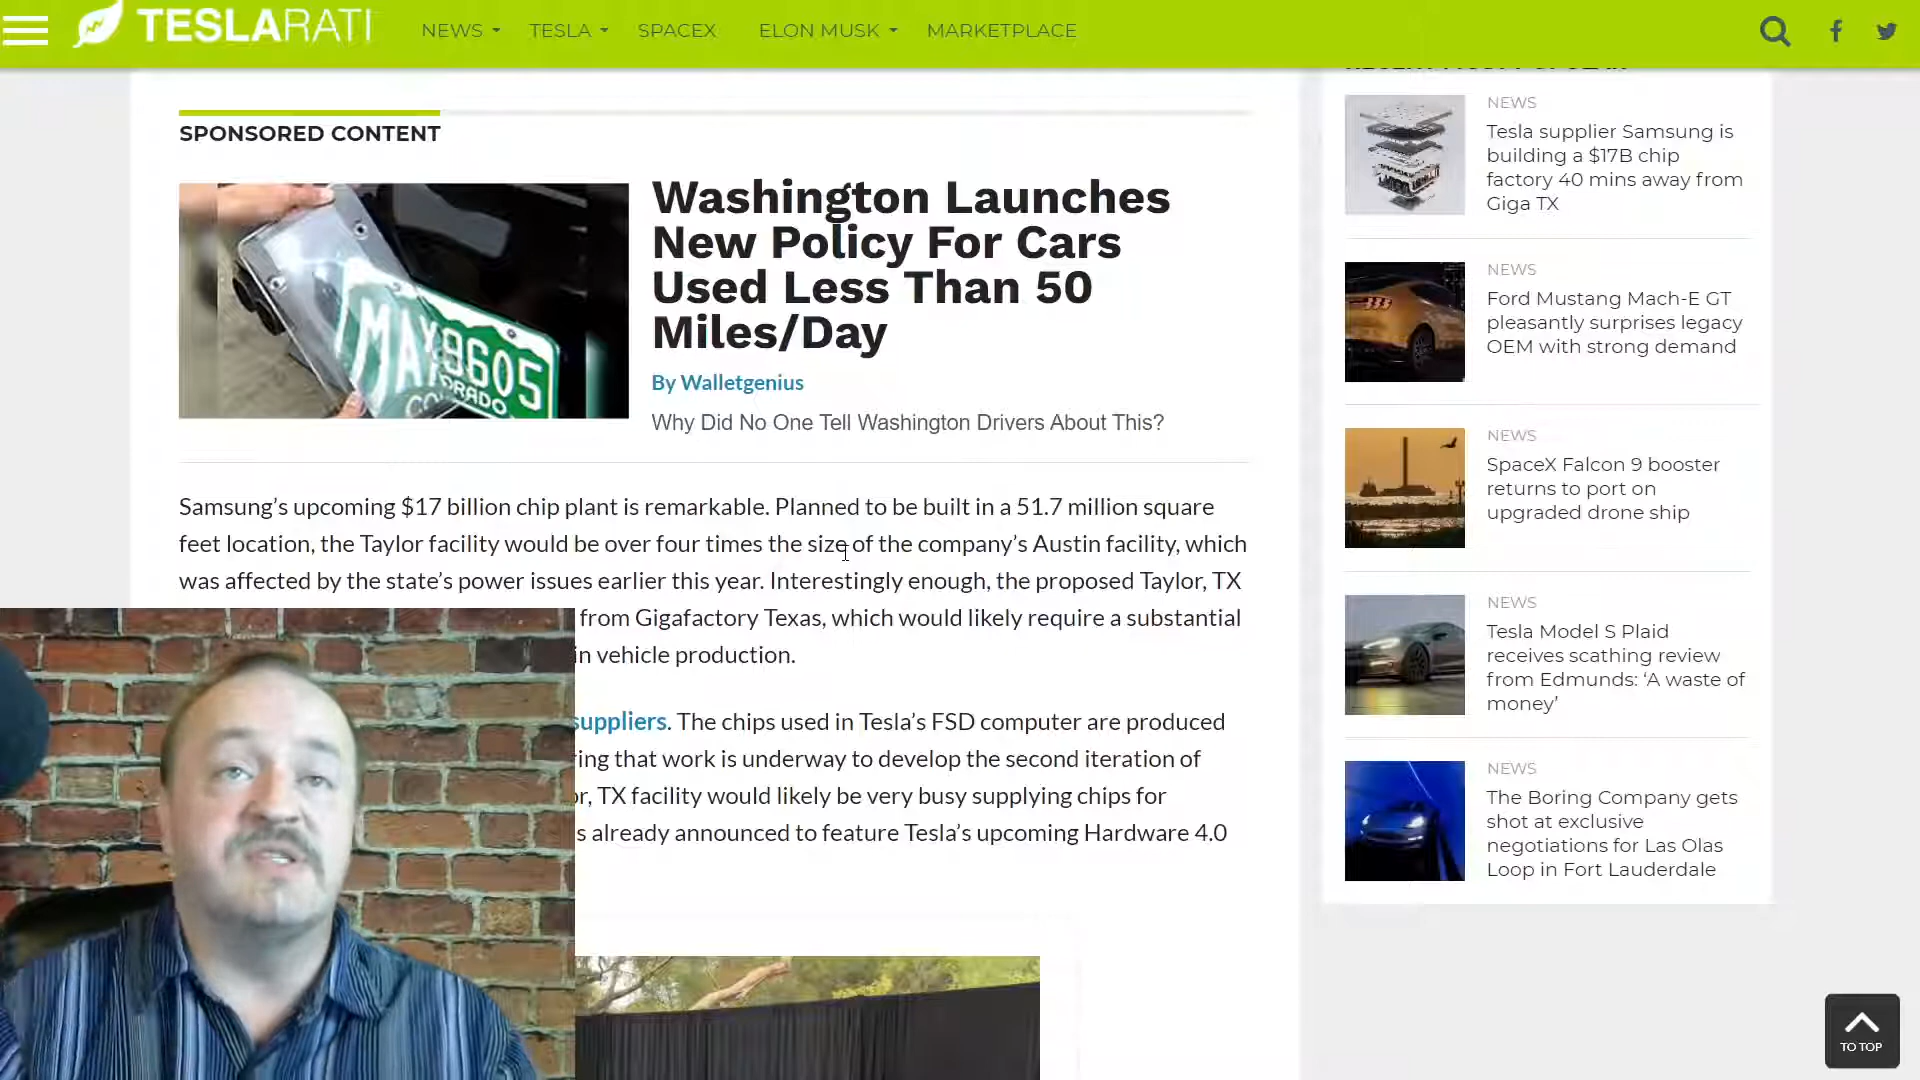 TESLARATI
NEWS
TESLA
SPACEX
ELON MUSK
MARKETPLACE
SPONSORED CONTENT
Washington Launches
New Policy For Cars
Used Less Than 50
Miles/Day
By Walletgenius
Why Did No One Tell Washington Drivers About This?
MAY9605
Samsung's upcoming $17 billion chip plant is remarkable. Planned to be built in a 51.7 million square
feet location, the Taylor facility would be over four times the size of the company's Austin facility, which
was affected by the state's power issues earlier this year. Interestingly enough, the proposed Taylor, TX
from Gigafactory Texas, which would likely require a substantial
in vehicle production.
suppliers. The chips used in Tesla's FSD computer are produced
that work is underway to develop the second iteration of
TX facility would likely be very busy supplying chips for
already announced to feature Tesla's upcoming Hardware 4.0
NEWS
Tesla supplier Samsung is
building a $17B chip
factory 40 mins away from
Giga TX
NEWS
Ford Mustang Mach-E GT
pleasantly surprises legacy
OEM with strong demand
NEWS
SpaceX Falcon 9 booster
returns to port on
upgraded drone ship
NEWS
Tesla Model S Plaid
receives scathing review
from Edmunds: 'A waste of
money'
NEWS
The Boring Company gets
shot at exclusive
negotiations for Las Olas
Loop in Fort Lauderdale
TO TOP